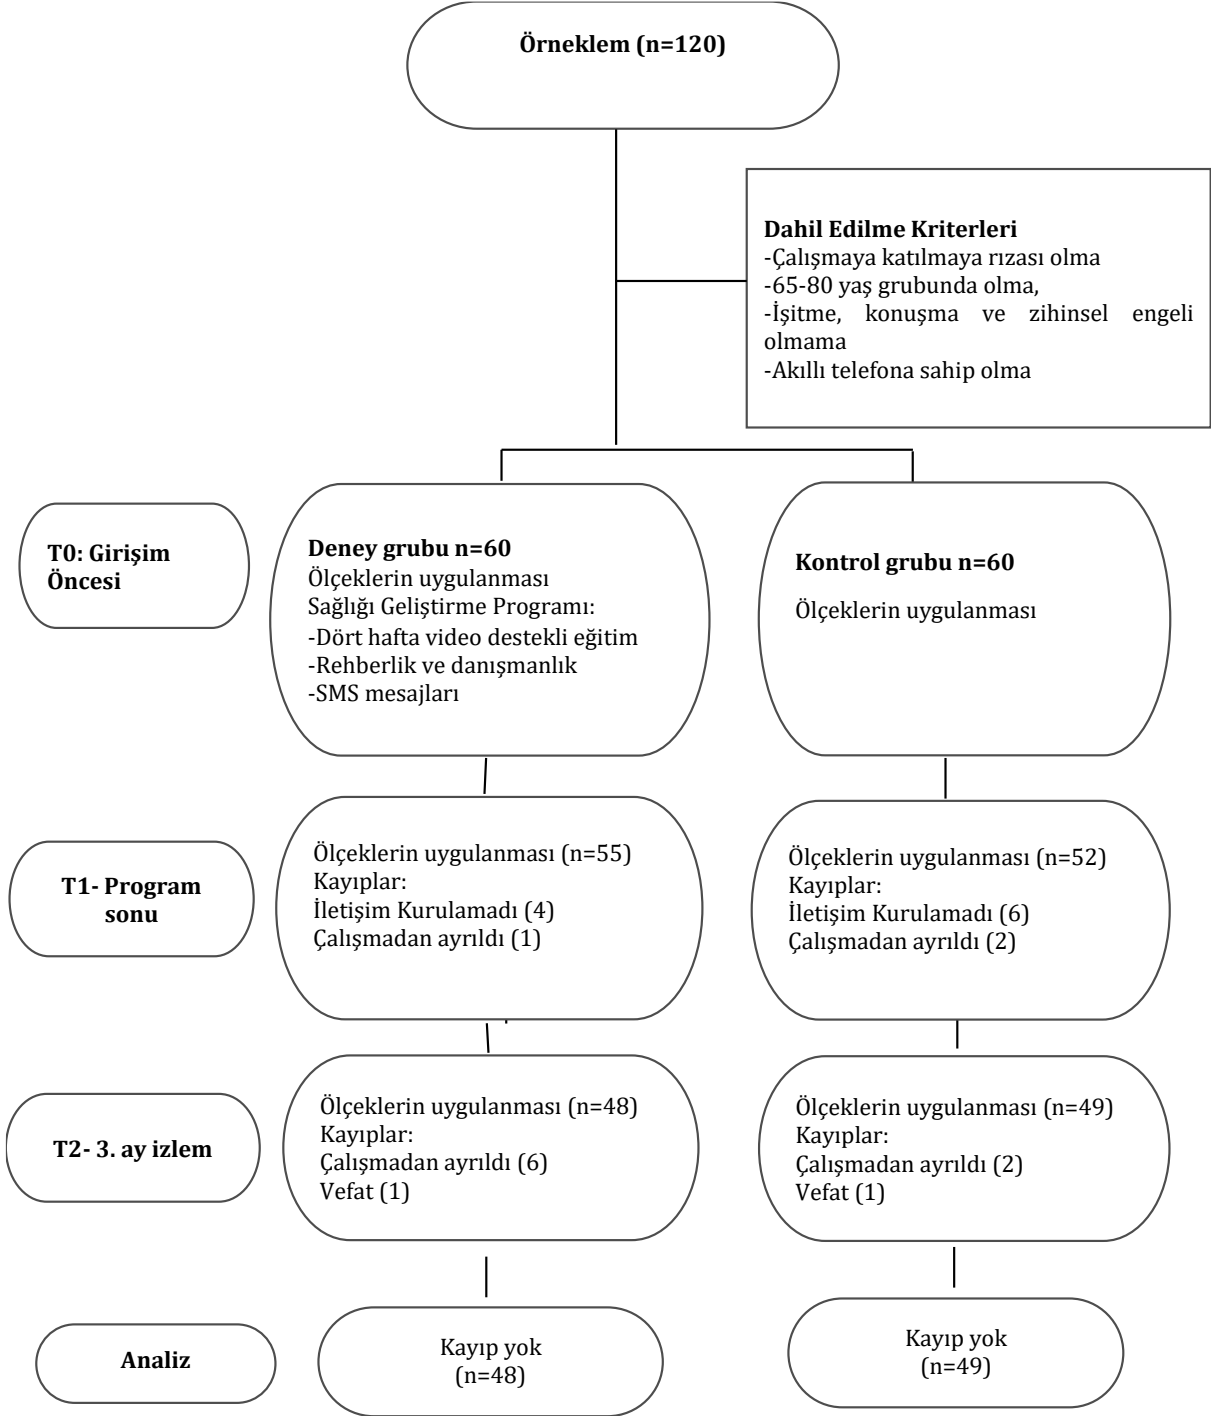 Örneklem (n=120)
Dahil Edilme Kriterleri
-Çalışmaya katılmaya rızası olma
-65-80 yaş grubunda olma,
-İşitme, konuşma ve zihinsel engeli
olmama
-Akıllı telefona sahip olma
T0: Girişim
Öncesi
Deney grubu n=60
Ölçeklerin uygulanması
Sağlığı Geliştirme Programı:
-Dört hafta video destekli eğitim
-Rehberlik ve danışmanlık
-SMS mesajları
Kontrol grubu n=60
Ölçeklerin uygulanması
T1- Program
sonu
Ölçeklerin uygulanması (n=55)
Kayıplar:
İletişim Kurulamadı (4)
Çalışmadan ayrıldı (1)
Ölçeklerin uygulanması (n=52)
Kayıplar:
İletişim Kurulamadı (6)
Çalışmadan ayrıldı (2)
T2- 3. ay izlem
Ölçeklerin uygulanması (n=48)
Kayıplar:
Çalışmadan ayrıldı (6)
Vefat (1)
Ölçeklerin uygulanması (n=49)
Kayıplar:
Çalışmadan ayrıldı (2)
Vefat (1)
Analiz
Kayıp yok
(n=48)
Kayıp yok
(n=49)